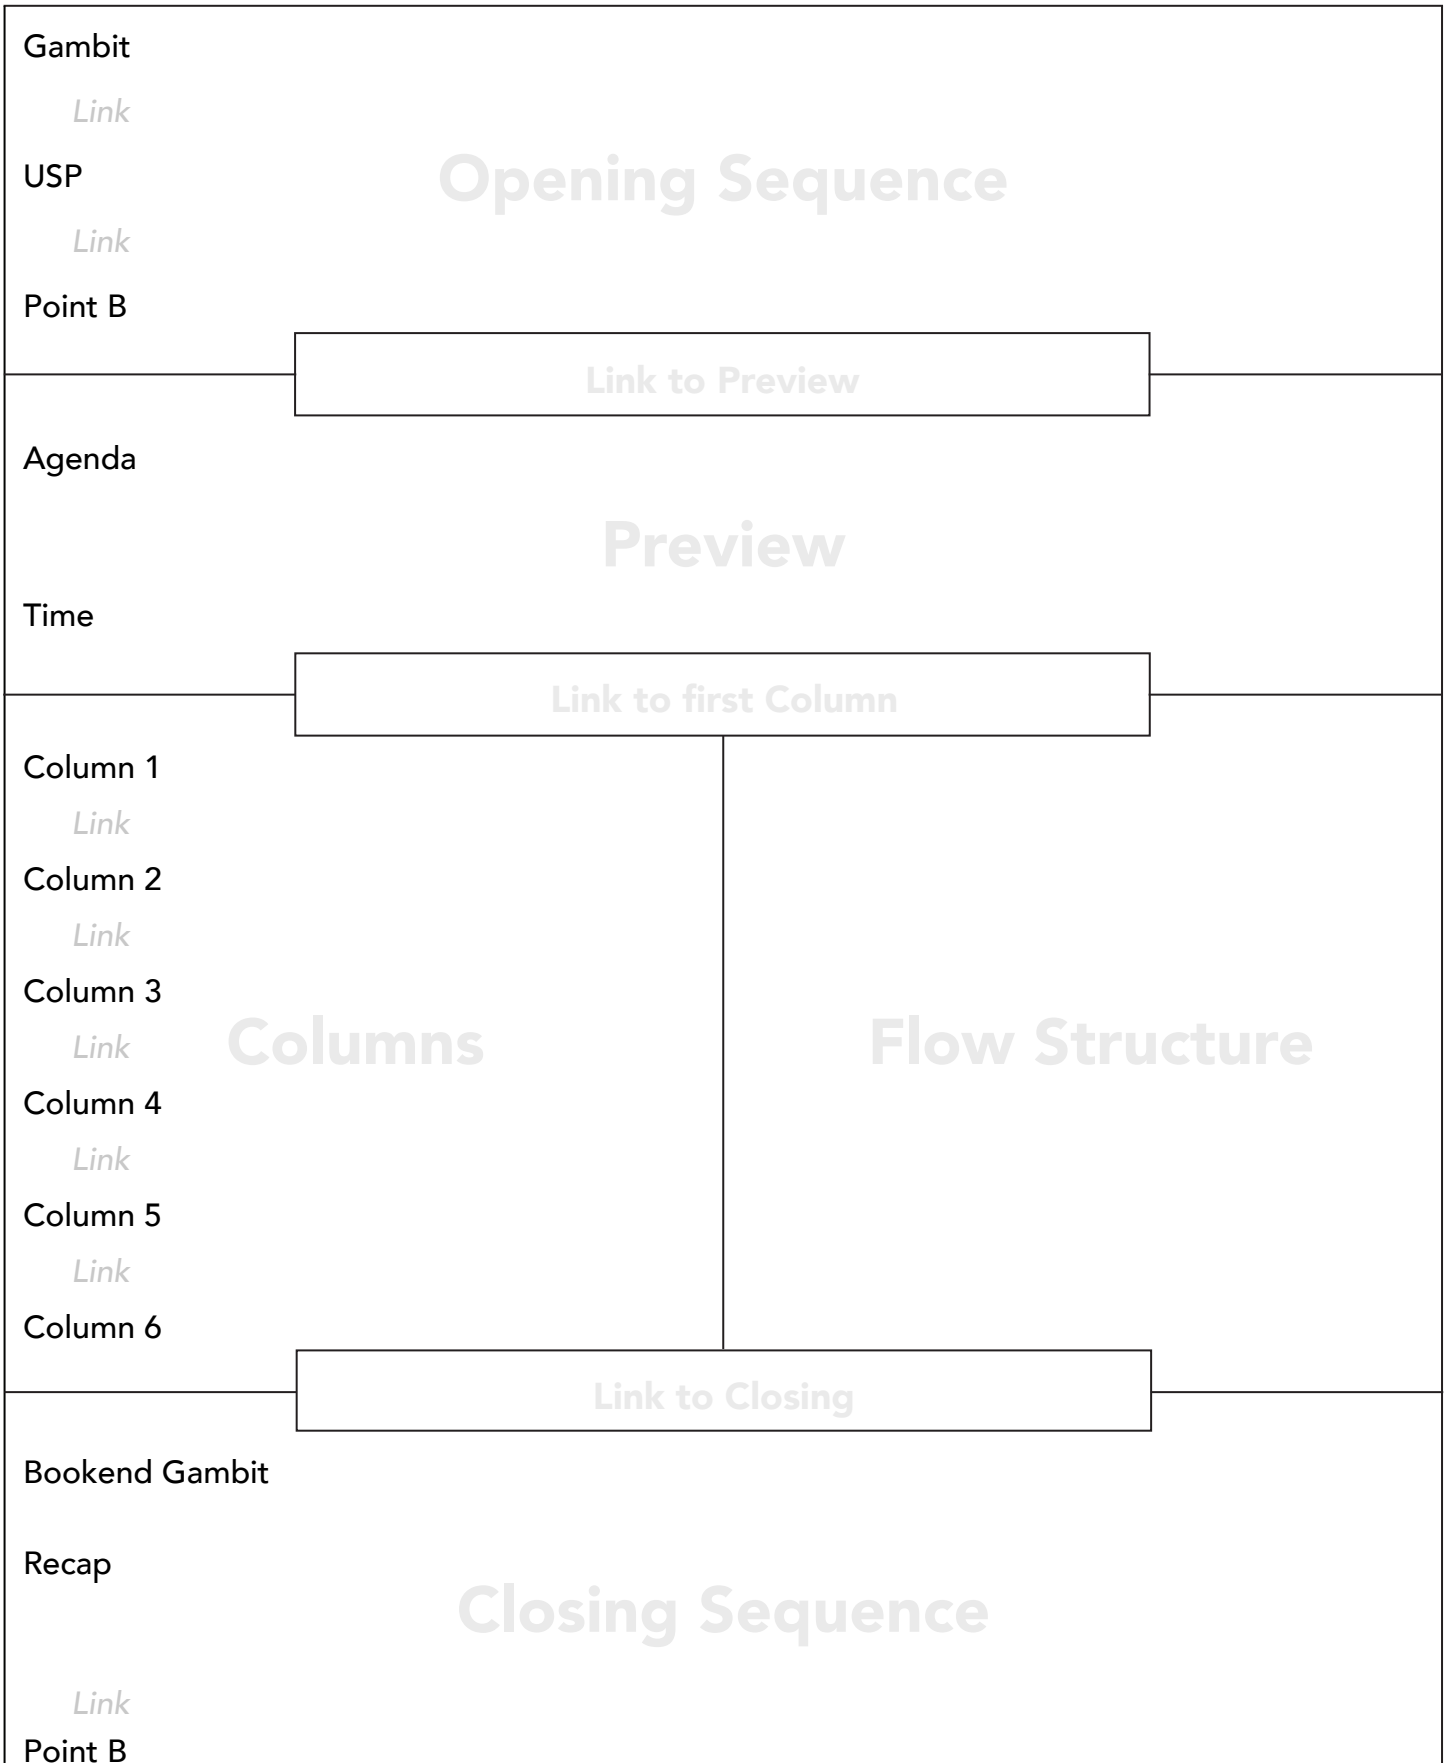 Gambit
Link
Opening Sequence
USP
Link
Point B
Link to Preview
Agenda
Preview
Time
Link to first Column
Column 1
Link
Column 2
Link
Column 3
Link
Columns
Flow Structure
Column 4
Link
Column 5
Link
Column 6
Link to Closing
Bookend Gambit
Recap
Closing Sequence
Link
Point B